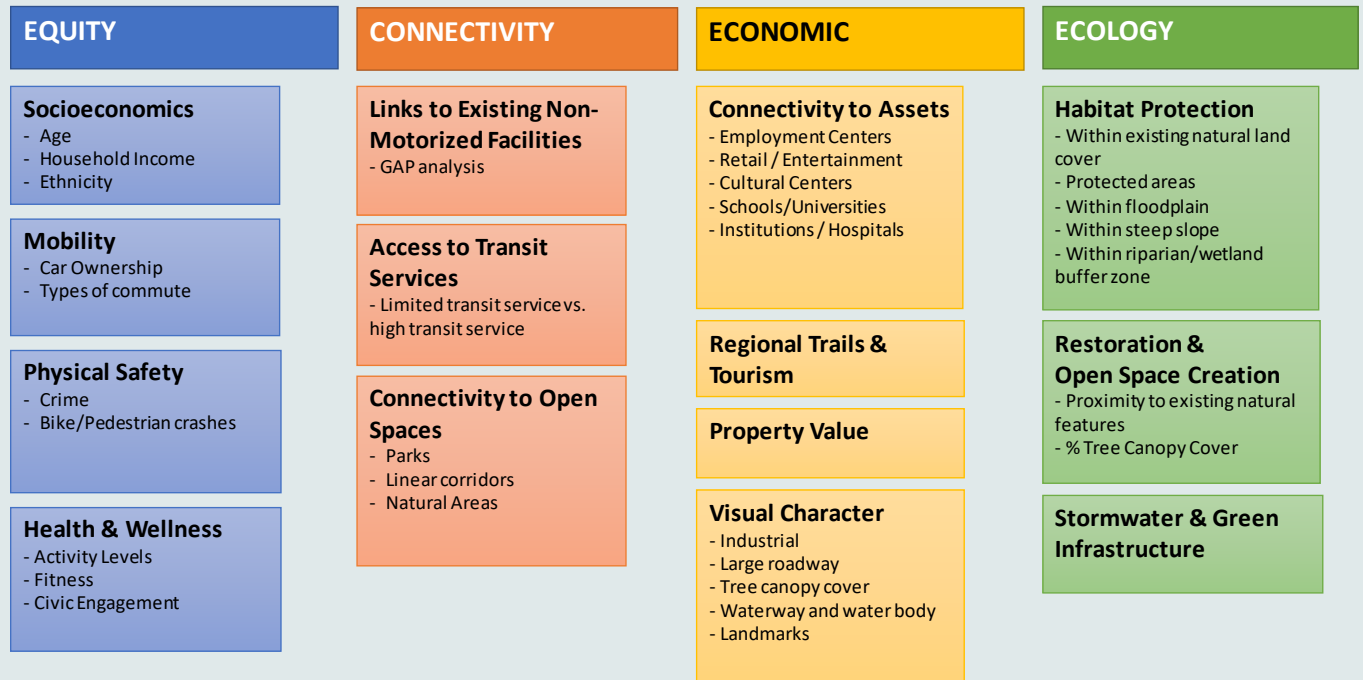 EQUITY
Socioeconomics
- Age
- Household Income
- Ethnicity
Mobility
- Car Ownership
- Types of commute
Physical Safety
- Crime
- Bike/Pedestrian crashes
Health & Wellness
- Activity Levels
- Fitness
- Civic Engagement
CONNECTIVITY
Links to Existing Non-
Motorized Facilities
- GAP analysis
Access to Transit
Services
- Limited transit service vs.
high transit service
Connectivity to Open
Spaces
- Parks
- Linear corridors
- Natural Areas
ECONOMIC
Connectivity to Assets
- Employment Centers
- Retail / Entertainment
- Cultural Centers
- Schools/Universities
- Institutions / Hospitals
Regional Trails &
Tourism
Property Value
Visual Character
- Industrial
- Large roadway
- Tree canopy cover
- Waterway and water body
- Landmarks
ECOLOGY
Habitat Protection
- Within existing natural land
cover
- Protected areas
- Within floodplain
- Within steep slope
- Within riparian/wetland
buffer zone
Restoration &
Open Space Creation
- Proximity to existing natural
features
- % Tree Canopy Cover
Stormwater & Green
Infrastructure